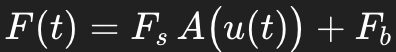 F(t) = F_s A(u(t)) + F_b